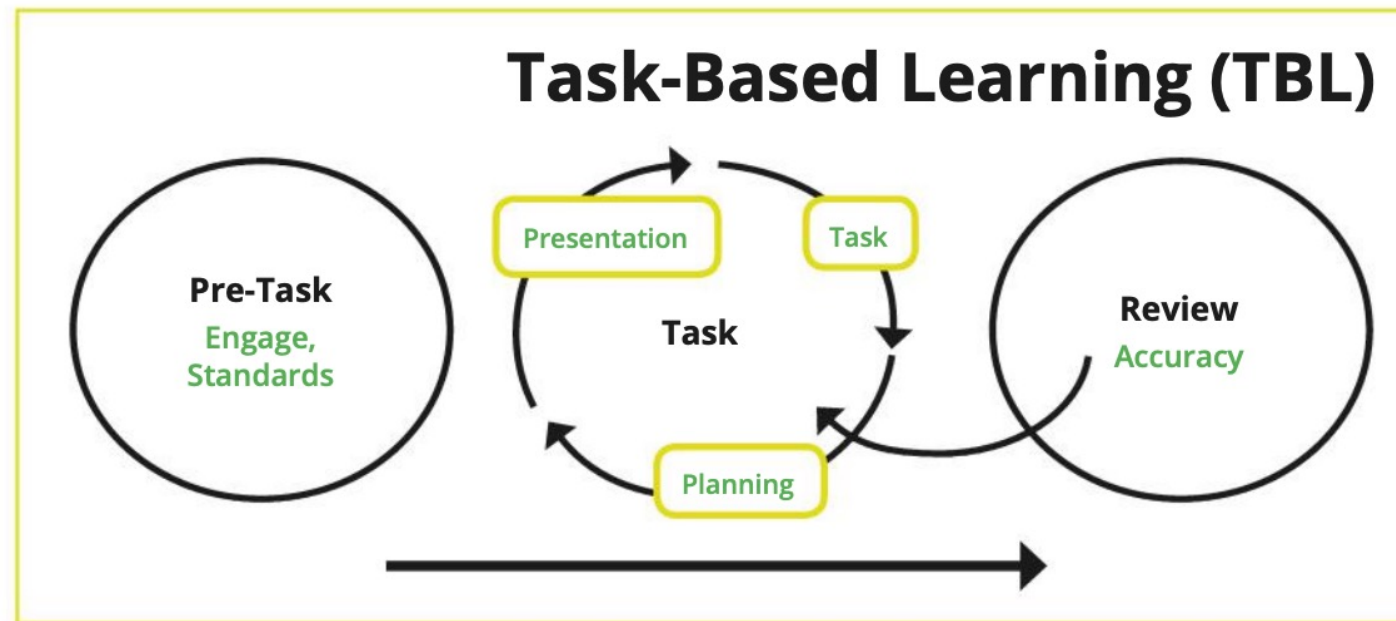 Task-Based Learning (TBL)
Pre-Task
Engage,
Standards
Presentation
Task
Task
Planning
Review
Accuracy